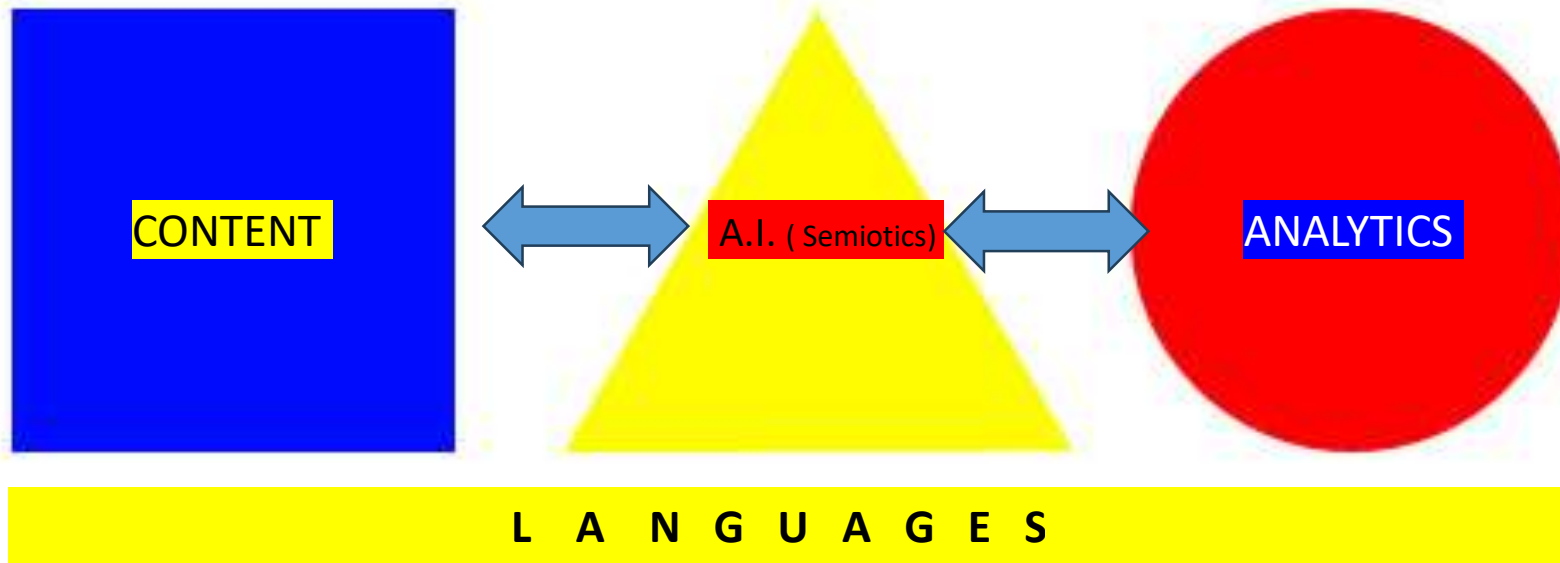 CONTENT
A.I. ( Semiotics)
ANALYTICS
L A N G U A G E S